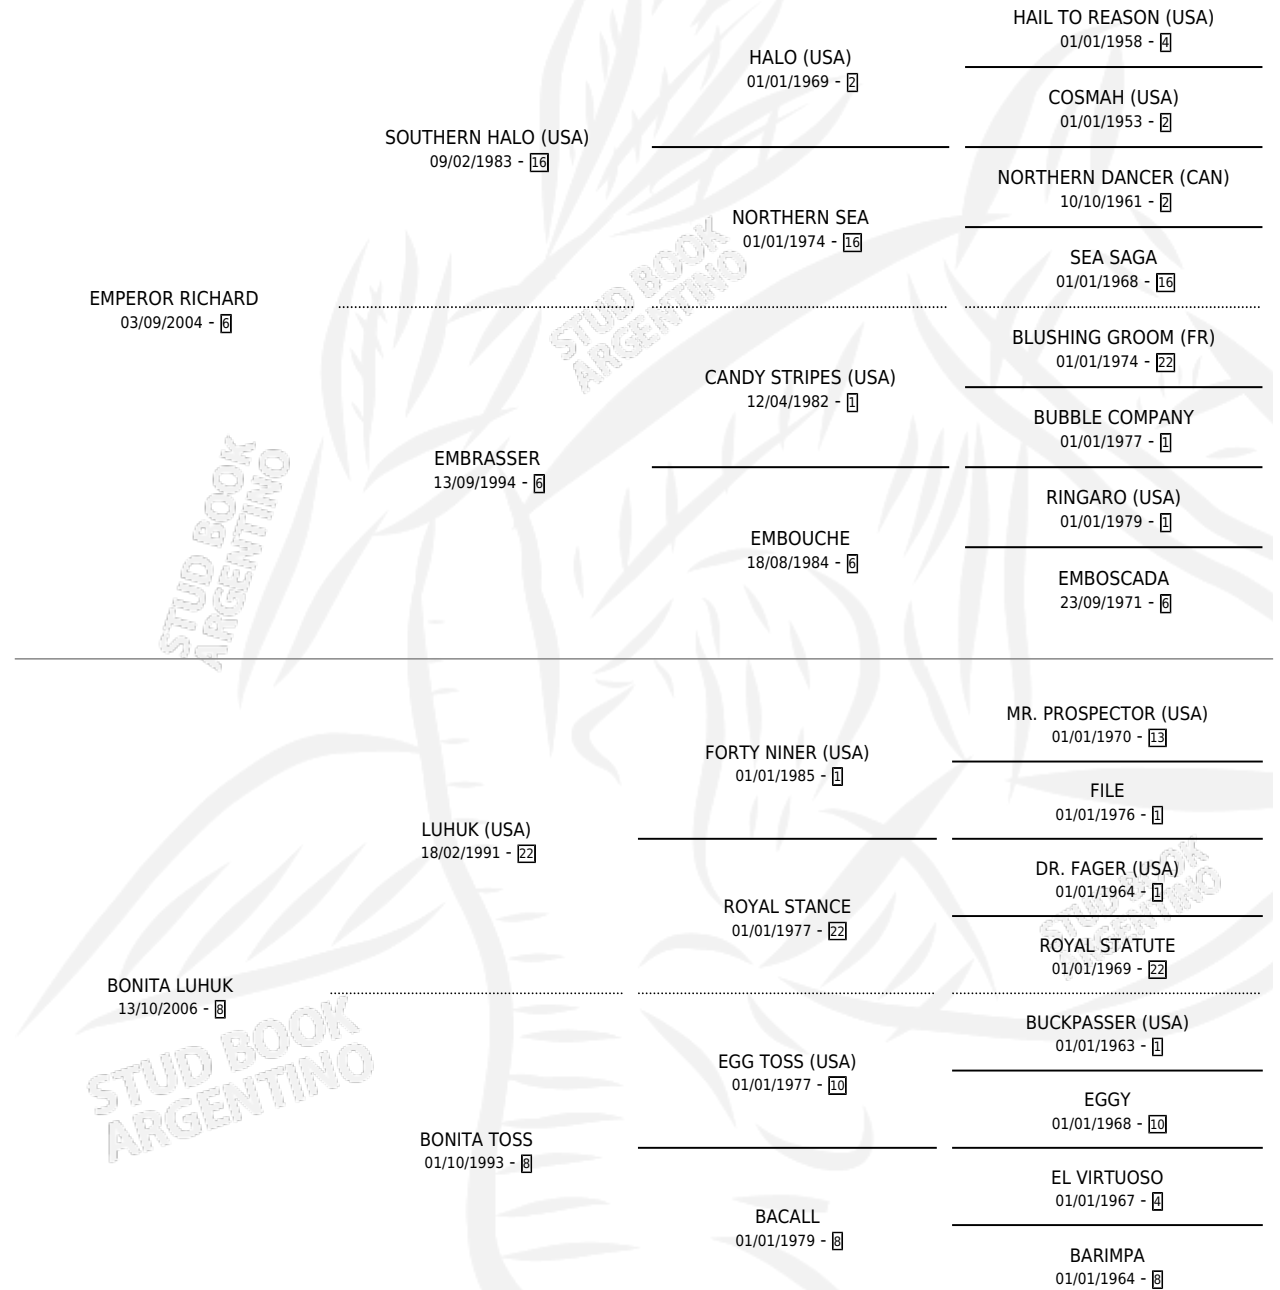 HAIL TO REASON (USA)
01/01/1958 - 4
HALO (USA)
01/01/1969 - 2
COSMAH (USA)
01/01/1953 - 2
SOUTHERN HALO (USA)
09/02/1983 - 16
NORTHERN DANCER (CAN)
10/10/1961 - 2
NORTHERN SEA
01/01/1974 - 16
SEA SAGA
01/01/1968 - 16
EMPEROR RICHARD
03/09/2004 - 6
STUD BOOK
ARGENTINO
BLUSHING GROOM (FR)
01/01/1974 - 22
CANDY STRIPES (USA)
12/04/1982 - 1
BUBBLE COMPANY
01/01/1977 - 1
EMBRASSER
13/09/1994 - 6
RINGARO (USA)
01/01/1979 - 1
EMBOUCHE
18/08/1984 - 6
EMBOSCADA
23/09/1971 - 6
STUD BOOK
ARGENTINO
MR. PROSPECTOR (USA)
01/01/1970 - 13
FORTY NINER (USA)
01/01/1985 - 1
FILE
01/01/1976 - 1
LUHUK (USA)
18/02/1991 - 22
DR. FAGER (USA)
01/01/1964 - 1
ROYAL STANCE
01/01/1977 - 22
STUD BOOK
ARGENTINO
ROYAL STATUTE
01/01/1969 - 22
BONITA LUHUK
13/10/2006 - 8
BUCKPASSER (USA)
01/01/1963 - 1
EGG TOSS (USA)
01/01/1977 - 10
EGGY
01/01/1968 - 10
STUD BOOK
ARGENTINO
BONITA TOSS
01/10/1993 - 8
EL VIRTUOSO
01/01/1967 - 4
BACALL
01/01/1979 - 8
BARIMPA
01/01/1964 - 8